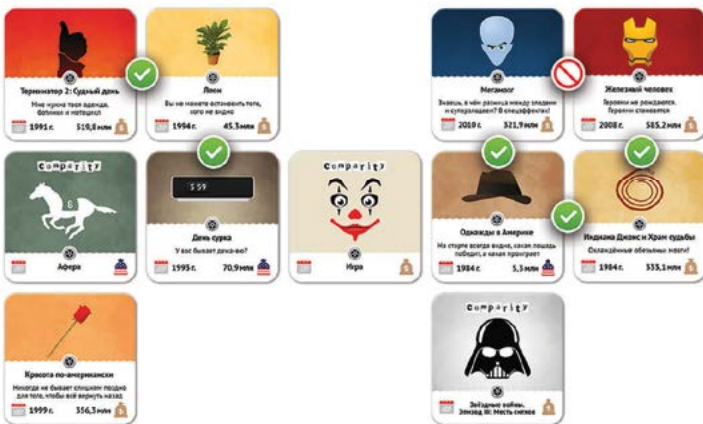 Терминатор 2: Судный день
Мне нужна твоя одежда,
ботинки и мотоцикл
1991 г. 519,8 млн
Леон
Вы не можете остановить того,
кого не видно
1994 г. 45,3 млн
Мегамозг
Знаешь, в чём разница между злодеем
и суперзлодеем? В спецэффектах!
2010 г. 321,9 млн
Железный человек
Героями не рождаются.
Героями становятся
2008 г. 585,2 млн
Comparity
Афера
5 59
День сурка
У вас бывает дежа-вю?
1993 г. 70,9 млн
Comparity
Игра
Однажды в Америке
На старте всегда видно, какая лошадь
победит, а какая проиграет
1984 г. 5,3 млн
Индиана Джонс и Храм судьбы
Охлаждённые обезьяньи мозги!
1984 г. 333,1 млн
Красота по-американски
Никогда не бывает слишком поздно
для того, чтобы всё вернуть назад
1999 г. 356,3 млн
Comparity
Звёздные войны.
Эпизод III: Месть ситхов